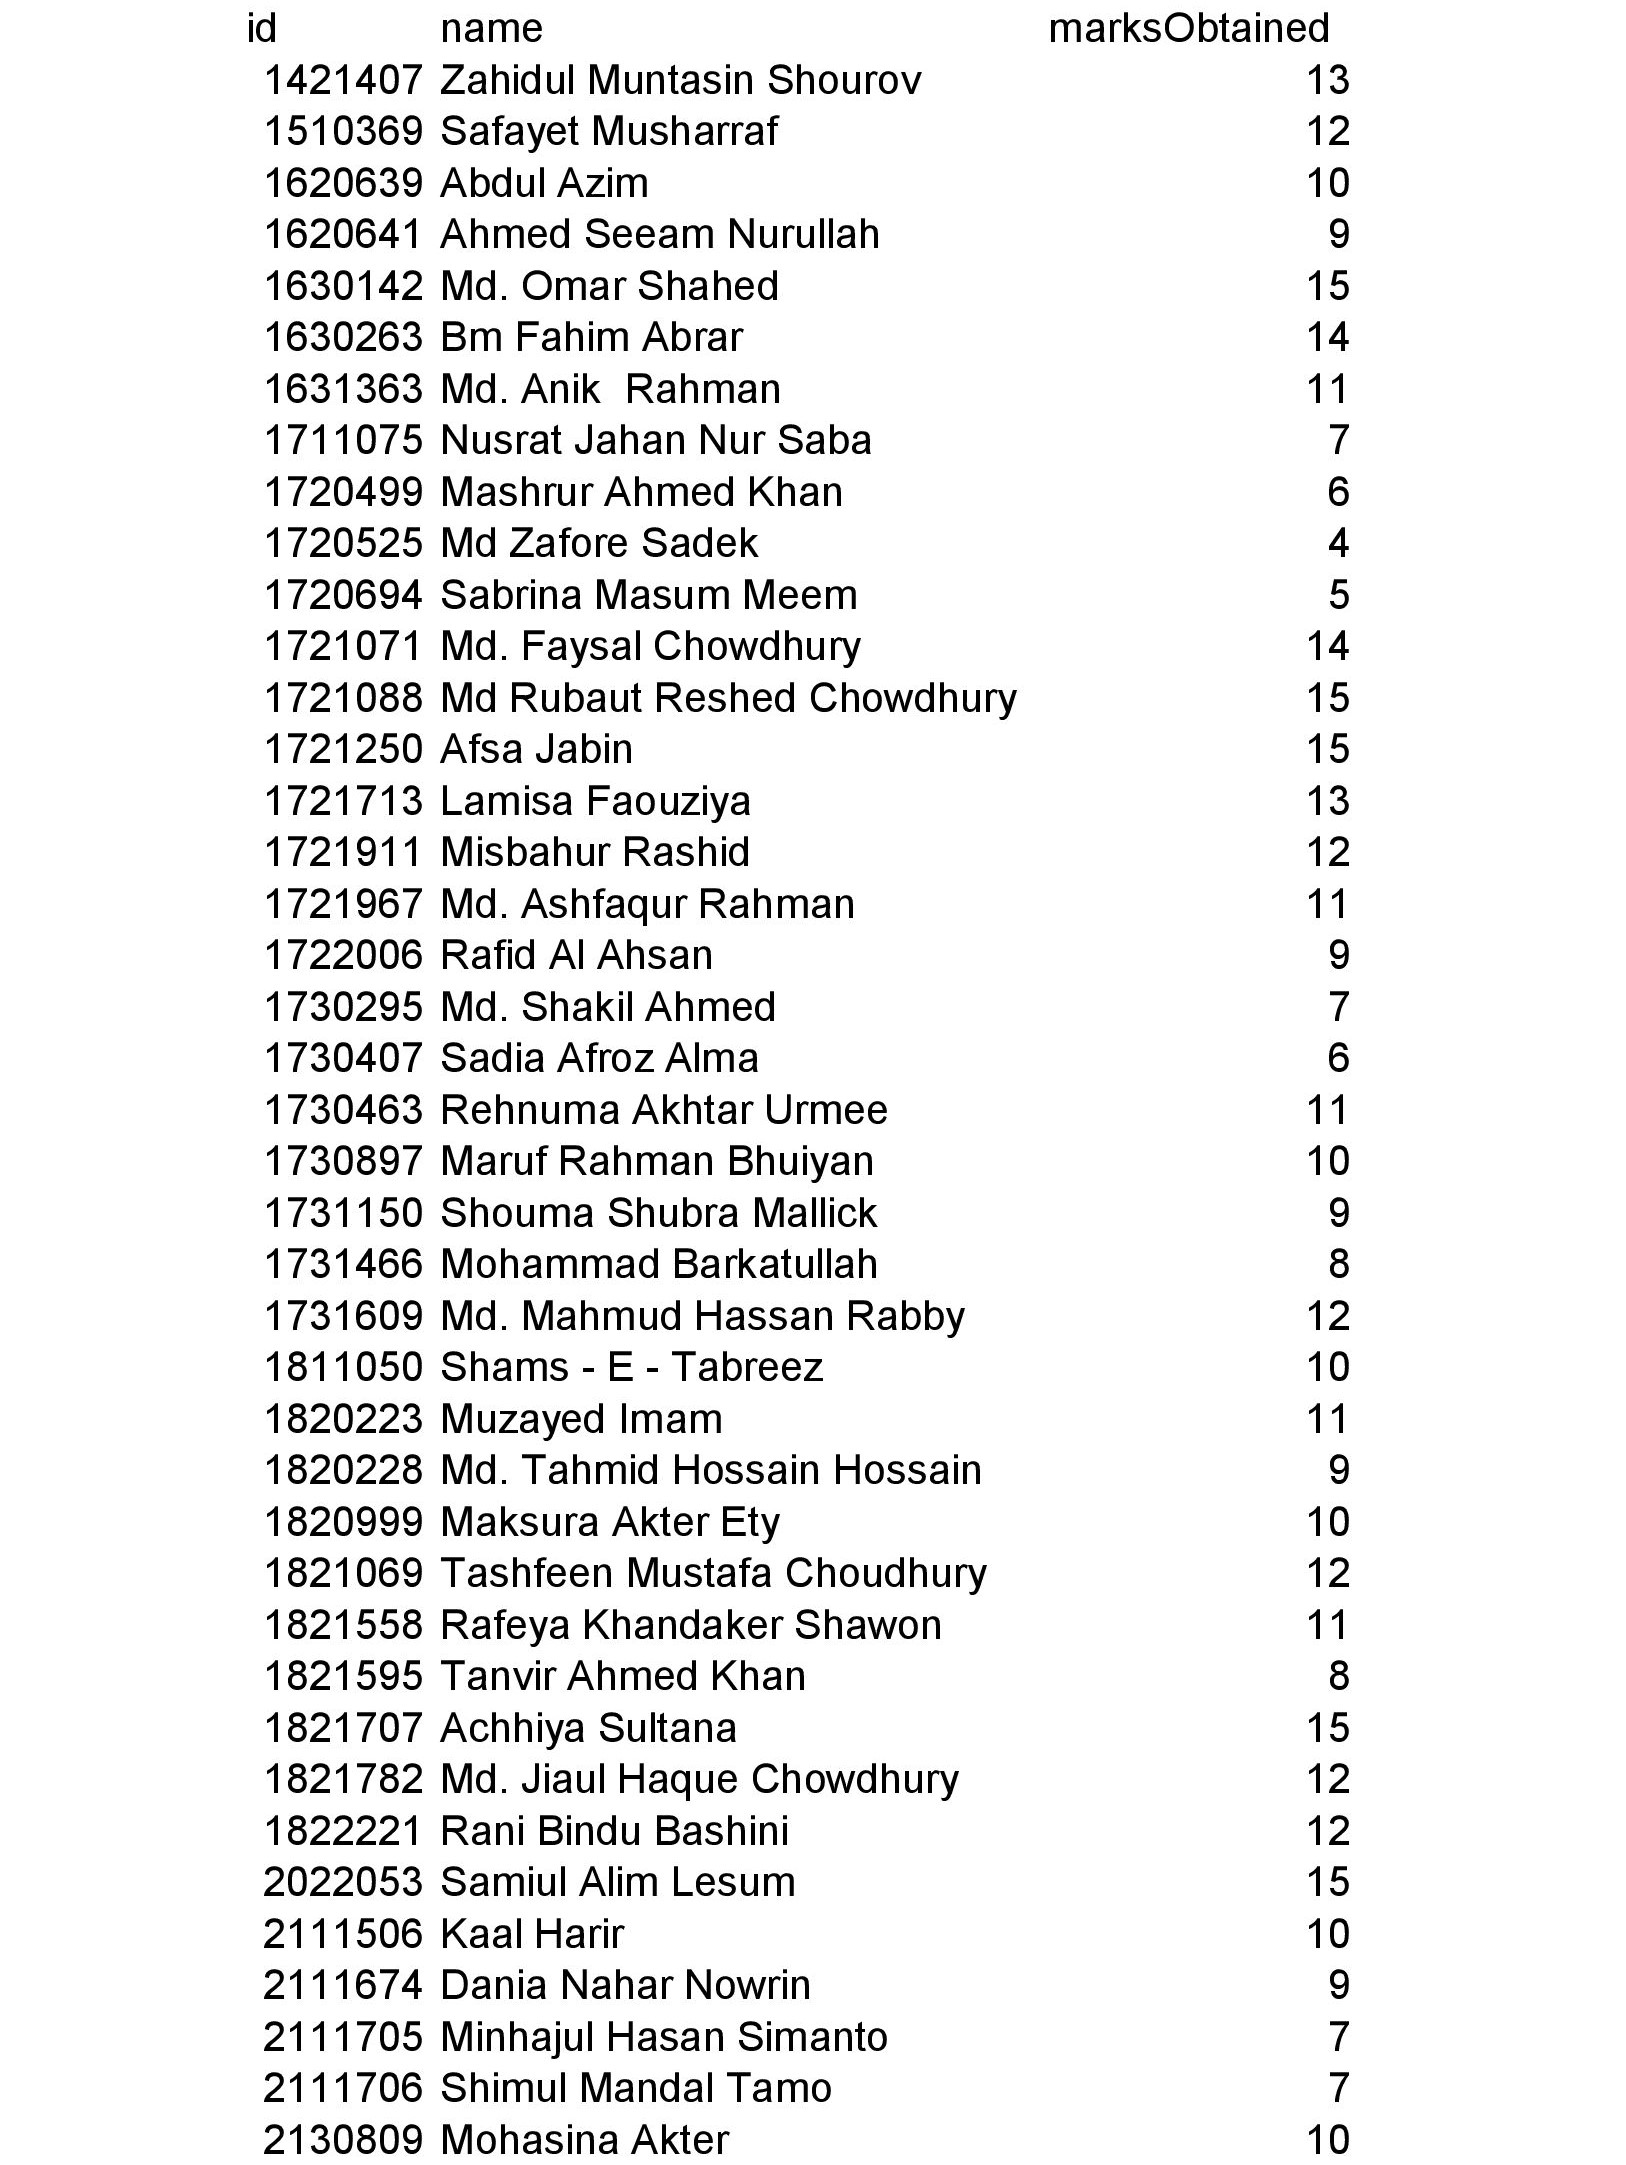 id name marksObtained
1421407 Zahidul Muntasin Shourov 13
1510369 Safayet Musharraf 12
1620639 Abdul Azim 10
1620641 Ahmed Seeam Nurullah 9
1630142 Md. Omar Shahed 15
1630263 Bm Fahim Abrar 14
1631363 Md. Anik  Rahman 11
1711075 Nusrat Jahan Nur Saba 7
1720499 Mashrur Ahmed Khan 6
1720525 Md Zafore Sadek 4
1720694 Sabrina Masum Meem 5
1721071 Md. Faysal Chowdhury 14
1721088 Md Rubaut Reshed Chowdhury 15
1721250 Afsa Jabin 15
1721713 Lamisa Faouziya 13
1721911 Misbahur Rashid 12
1721967 Md. Ashfaqur Rahman 11
1722006 Rafid Al Ahsan 9
1730295 Md. Shakil Ahmed 7
1730407 Sadia Afroz Alma 6
1730463 Rehnuma Akhtar Urmee 11
1730897 Maruf Rahman Bhuiyan 10
1731150 Shouma Shubra Mallick 9
1731466 Mohammad Barkatullah 8
1731609 Md. Mahmud Hassan Rabby 12
1811050 Shams - E - Tabreez 10
1820223 Muzayed Imam 11
1820228 Md. Tahmid Hossain Hossain 9
1820999 Maksura Akter Ety 10
1821069 Tashfeen Mustafa Choudhury 12
1821558 Rafeya Khandaker Shawon 11
1821595 Tanvir Ahmed Khan 8
1821707 Achhiya Sultana 15
1821782 Md. Jiaul Haque Chowdhury 12
1822221 Rani Bindu Bashini 12
2022053 Samiul Alim Lesum 15
2111506 Kaal Harir 10
2111674 Dania Nahar Nowrin 9
2111705 Minhajul Hasan Simanto 7
2111706 Shimul Mandal Tamo 7
2130809 Mohasina Akter 10